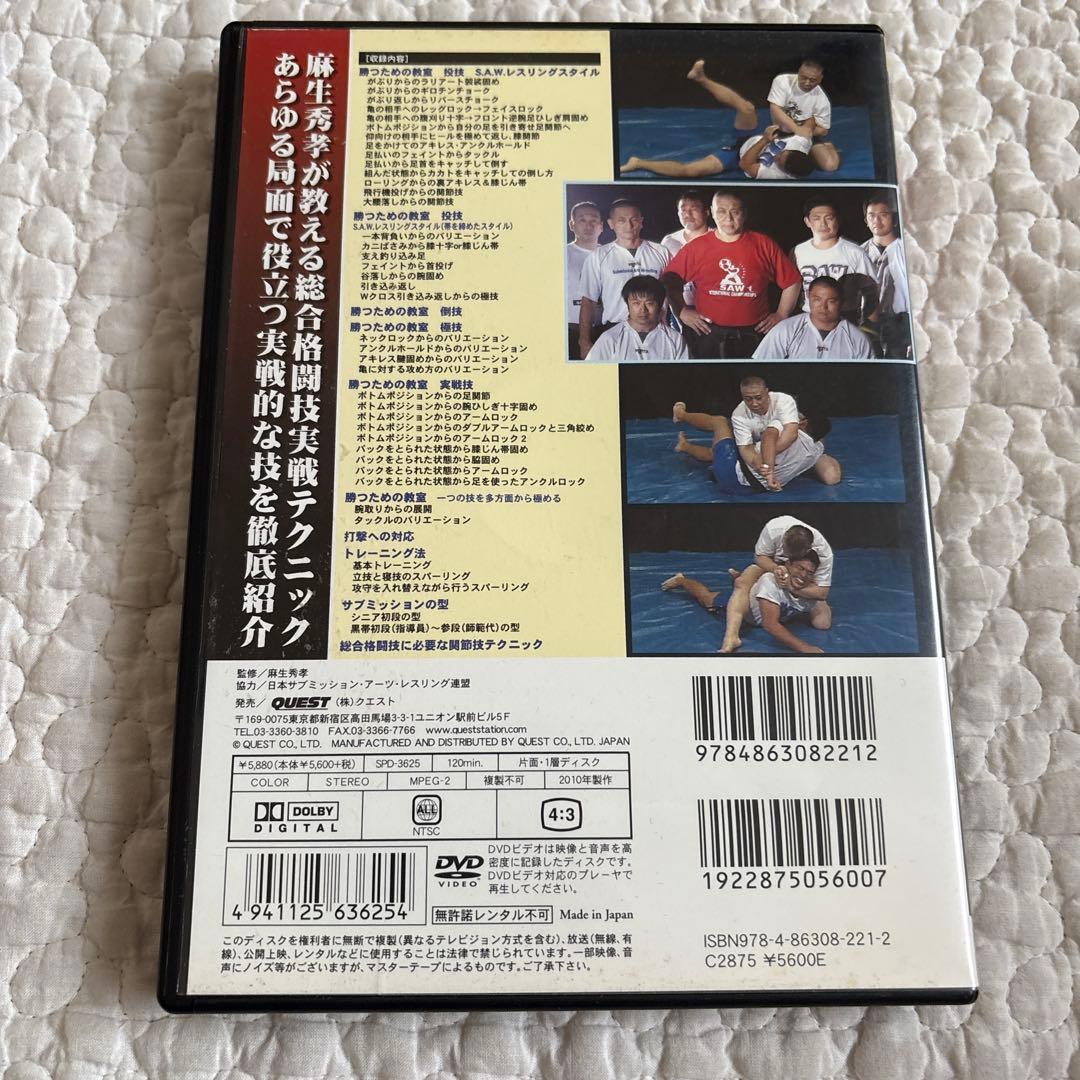 麻生秀孝が教える総合格闘技実戦テクニック
あらゆる局面で役立つ実戦的な技を徹底紹介
【収録内容】
勝つための教室 投技 S.A.W.レスリングスタイル
がぶりからのラリアート袈裟固め
がぶりからのギロチンチョーク
がぶり返しからリバースチョーク
亀の相手へのレッグロック→フェイスロック
亀の相手への腹刈り十字→フロント逆腕足ひしぎ肩固め
ボトムポジションから自分の足を引き寄せ足関節へ
仰向けの相手にヒールを極めて返し、膝関節
足をかけてのアキレス・アンクルホールド
足払いのフェイントからタックル
足払いから足首をキャッチして倒す
組んだ状態からカカトをキャッチしての倒し方
ローリングからの裏アキレス&膝じん帯
飛行機投げからの関節技
大腰落しからの関節技
勝つための教室 投技
S.A.W.レスリングスタイル(帯を締めたスタイル)
一本背負いからのバリエーション
カニばさみから膝十字or膝じん帯
支え釣り込み足
フェイントから首投げ
谷落しからの腕固め
引き込み返し
Wクロス引き込み返しからの極技
勝つための教室 倒技
勝つための教室 極技
ネックロックからのバリエーション
アンクルホールドからのバリエーション
アキレス腱固めからのバリエーション
亀に対する攻め方のバリエーション
勝つための教室 実戦技
ボトムポジションからの足関節
ボトムポジションからの腕ひしぎ十字固め
ボトムポジションからのアームロック
ボトムポジションからのダブルアームロックと三角絞め
ボトムポジションからのアームロック2
バックをとられた状態から膝じん帯固め
バックをとられた状態から脇固め
バックをとられた状態からアームロック
バックをとられた状態から足を使ったアンクルロック
勝つための教室 一つの技を多方面から極める
腕取りからの展開
タックルのバリエーション
打撃への対応
トレーニング法
基本トレーニング
立技と寝技のスパーリング
攻守を入れ替えながら行うスパーリング
サブミッションの型
シニア初段の型
黒帯初段(指導員)〜参段(師範代)の型
総合格闘技に必要な関節技テクニック
SAW
INTERNATIONAL CHAMPIONSHIPS
SAW
監修/麻生秀孝
協力/日本サブミッション・アーツ・レスリング連盟
発売/ QUEST (株)クエスト
〒169-0075東京都新宿区高田馬場3-3-1ユニオン駅前ビル5F
TEL.03-3360-3810 FAX.03-3366-7766 www.queststation.com
© QUEST CO., LTD. MANUFACTURED AND DISTRIBUTED BY QUEST CO., LTD. JAPAN
¥5,880(本体¥5,600+税) SPD-3625 120min. 片面・1層ディスク
COLOR STEREO MPEG-2 複製不可 2010年製作
DOLBY
DIGITAL
ALL
NTSC
4:3
4 941125 636254
DVD
VIDEO
DVDビデオは映像と音声を高
密度に記録したディスクです。
DVDビデオ対応のプレーヤで
再生してください。
無許諾レンタル不可 Made in Japan
このディスクを権利者に無断で複製(異なるテレビジョン方式を含む)、放送(無線、有
線)、公開上映、レンタルなどに使用することは法律で禁じられています。一部映像、音
声にノイズ等がございますが、マスターテープによるものです。ご了承下さい。
9784863082212
1922875056007
ISBN978-4-86308-221-2
C2875 ¥5600E